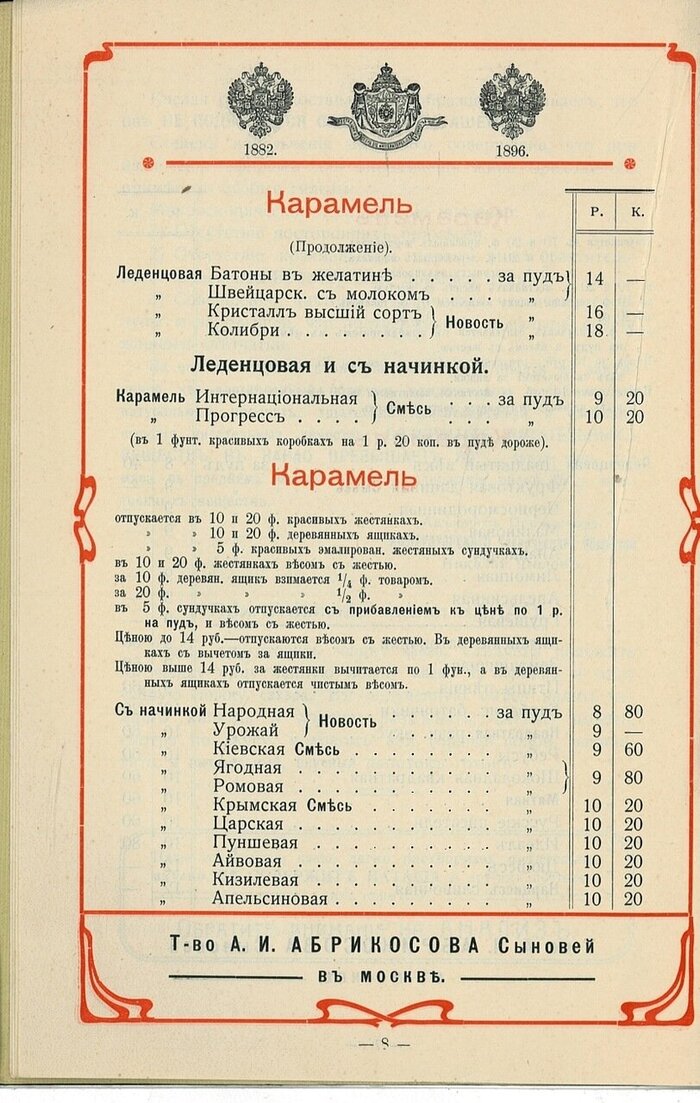 1882.
1896.
Карамель
Р. К.
(Продолженіе).
Леденцовая Батоны въ желатинѣ . . . . . за пудъ } 14 —
„ Швейцарск. съ молокомъ . . . . „
„ Кристаллъ высшій сортъ } Новость „ 16 —
„ Колибри . . . . . . . . } „ 18 —
Леденцовая и съ начинкой.
Карамель Интернаціональная } Смѣсь . . . за пудъ 9 20
„ Прогрессъ . . . . } „ 10 20
(въ 1 фунт. красивыхъ коробкахъ на 1 р. 20 коп. въ пудѣ дороже).
Карамель
отпускается въ 10 и 20 ф. красивыхъ жестянкахъ.
» » 10 и 20 ф. деревянныхъ ящикахъ.
» » 5 ф. красивыхъ эмалирован. жестяныхъ сундучкахъ.
въ 10 и 20 ф. жестянкахъ вѣсомъ съ жестью.
за 10 ф. деревян. ящикъ взимается 1/4 ф. товаромъ.
за 20 ф. » » » 1/2 ф. »
въ 5 ф. сундучкахъ отпускается съ прибавленіемъ къ цѣнѣ по 1 р.
на пудъ, и вѣсомъ съ жестью.
Цѣною до 14 руб.—отпускаются вѣсомъ съ жестью. Въ деревянныхъ ящи-
кахъ съ вычетомъ за ящики.
Цѣною выше 14 руб. за жестянки вычитается по 1 фун., а въ деревян-
ныхъ ящикахъ отпускается чистымъ вѣсомъ.
Съ начинкой Народная } Новость . . . . . . за пудъ 8 80
„ Урожай } „ 9 —
„ Кіевская Смѣсь . . . . . . . „ 9 60
„ Ягодная . . . . . . . . . . „ } 9 80
„ Ромовая . . . . . . . . . . „
„ Крымская Смѣсь . . . . . . „ 10 20
„ Царская . . . . . . . . . . „ 10 20
„ Пуншевая . . . . . . . . . „ 10 20
„ Айвовая . . . . . . . . . . „ 10 20
„ Кизилевая . . . . . . . . . „ 10 20
„ Апельсиновая . . . . . . . . „ 10 20
Т-во А. И. АБРИКОСОВА Сыновей
ВЪ МОСКВѢ.
— 8 —